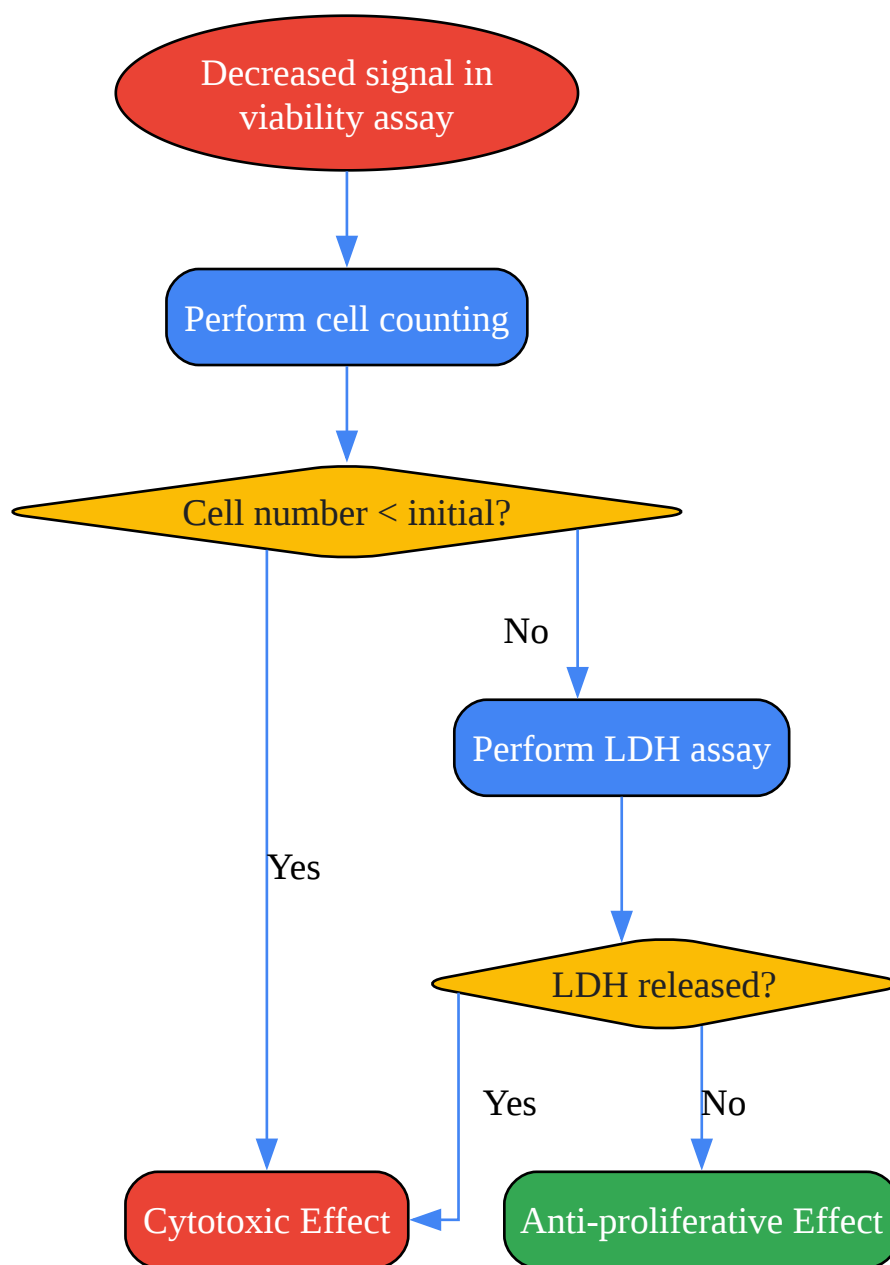 Decreased signal in
viability assay
Perform cell counting
Cell number < initial?
No
Perform LDH assay
Yes
LDH released?
Yes
No
Cytotoxic Effect
Anti-proliferative Effect